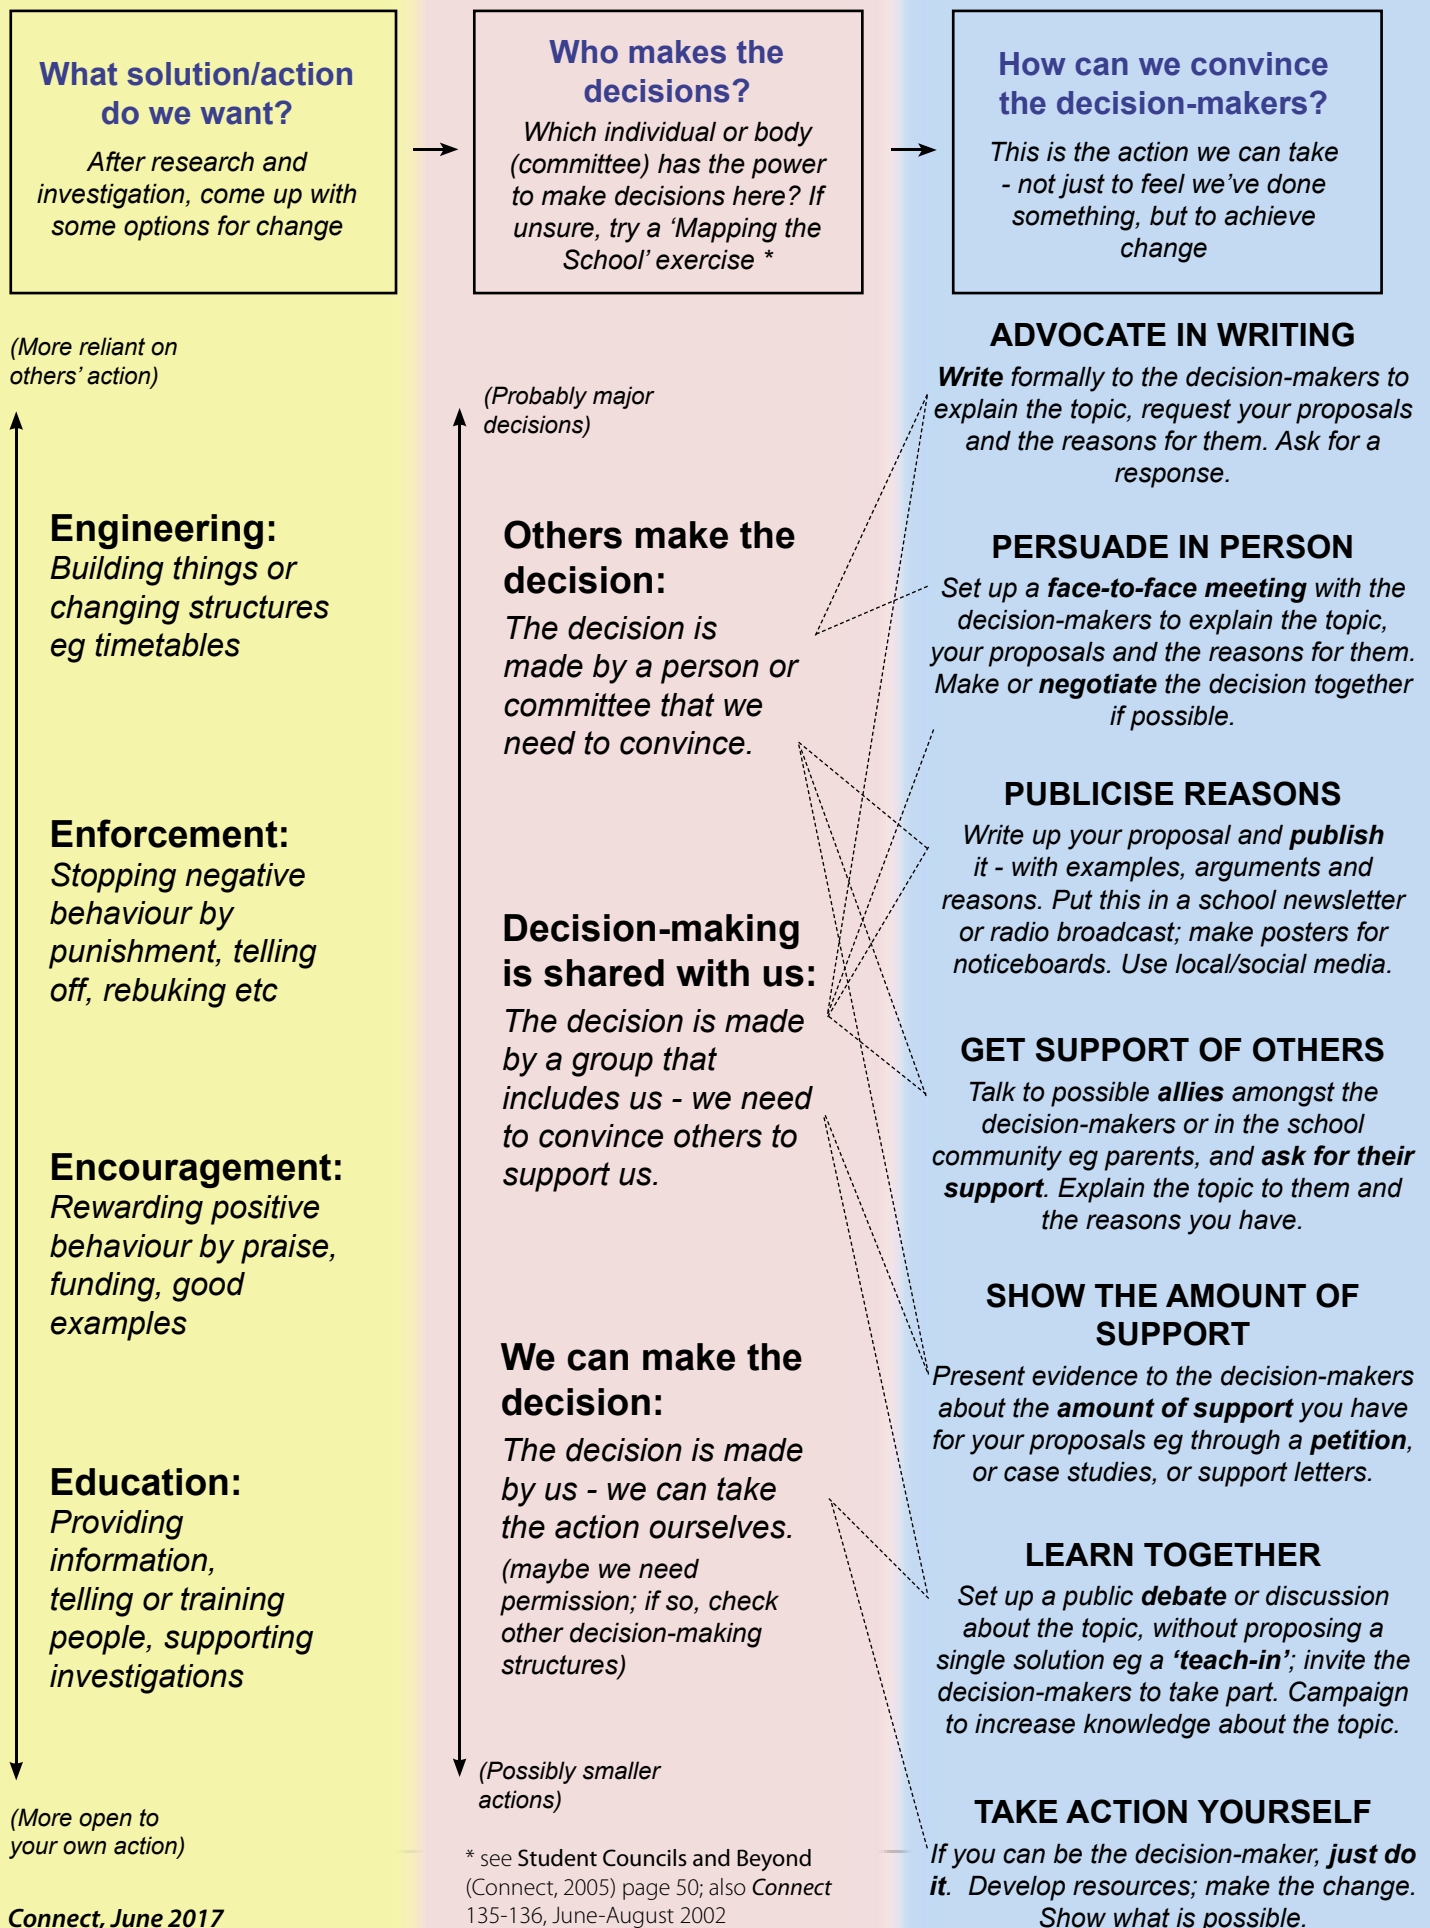 What solution/action
do we want?
After research and
investigation, come up with
some options for change
Who makes the
decisions?
Which individual or body
(committee) has the power
to make decisions here? If
unsure, try a ‘Mapping the
School’ exercise *
How can we convince
the decision-makers?
This is the action we can take
- not just to feel we’ve done
something, but to achieve
change
(More reliant on
others’ action)
Engineering:
Building things or
changing structures
eg timetables
Enforcement:
Stopping negative
behaviour by
punishment, telling
off, rebuking etc
Encouragement:
Rewarding positive
behaviour by praise,
funding, good
examples
Education:
Providing
information,
telling or training
people, supporting
investigations
(More open to
your own action)
Connect, June 2017
(Probably major
decisions)
Others make the
decision:
The decision is
made by a person or
committee that we
need to convince.
Decision-making
is shared with us:
The decision is made
by a group that
includes us - we need
to convince others to
support us.
We can make the
decision:
The decision is made
by us - we can take
the action ourselves.
(maybe we need
permission; if so, check
other decision-making
structures)
(Possibly smaller
actions)
* see Student Councils and Beyond
(Connect, 2005) page 50; also Connect
135-136, June-August 2002
ADVOCATE IN WRITING
Write formally to the decision-makers to
explain the topic, request your proposals
and the reasons for them. Ask for a
response.
PERSUADE IN PERSON
Set up a face-to-face meeting with the
decision-makers to explain the topic,
your proposals and the reasons for them.
Make or negotiate the decision together
if possible.
PUBLICISE REASONS
Write up your proposal and publish
it - with examples, arguments and
reasons. Put this in a school newsletter
or radio broadcast; make posters for
noticeboards. Use local/social media.
GET SUPPORT OF OTHERS
Talk to possible allies amongst the
decision-makers or in the school
community eg parents, and ask for their
support. Explain the topic to them and
the reasons you have.
SHOW THE AMOUNT OF
SUPPORT
Present evidence to the decision-makers
about the amount of support you have
for your proposals eg through a petition,
or case studies, or support letters.
LEARN TOGETHER
Set up a public debate or discussion
about the topic, without proposing a
single solution eg a ‘teach-in’; invite the
decision-makers to take part. Campaign
to increase knowledge about the topic.
TAKE ACTION YOURSELF
If you can be the decision-maker, just do
it. Develop resources; make the change.
Show what is possible.